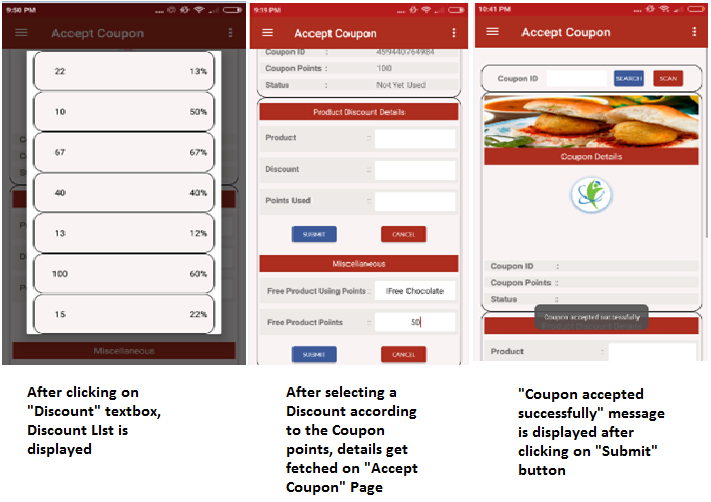 9:50 PM
Accept Coupon
22 13%
10 50%
67 67%
40 40%
13 12%
100 60%
15 22%
Miscellaneous
After clicking on
"Discount" textbox,
Discount LIst is
displayed
9:19 PM
Accept Coupon
Coupon ID : 459440764984
Coupon Points : 100
Status : Not Yet Used
Product Discount Details
Product ::
Discount ::
Points Used ::
SUBMIT CANCEL
Miscellaneous
Free Product Using Points :: 1Free Chocolate
Free Product Points :: 50
SUBMIT CANCEL
After selecting a
Discount according
to the Coupon
points, details get
fetched on "Accept
Coupon" Page
10:41 PM
Accept Coupon
Coupon ID SEARCH SCAN
Coupon Details
Coupon ID :
Coupon Points :
Status :
Coupon accepted successfully
Product Discount Details
Product ::
"Coupon accepted
successfully" message
is displayed after
clicking on "Submit"
button